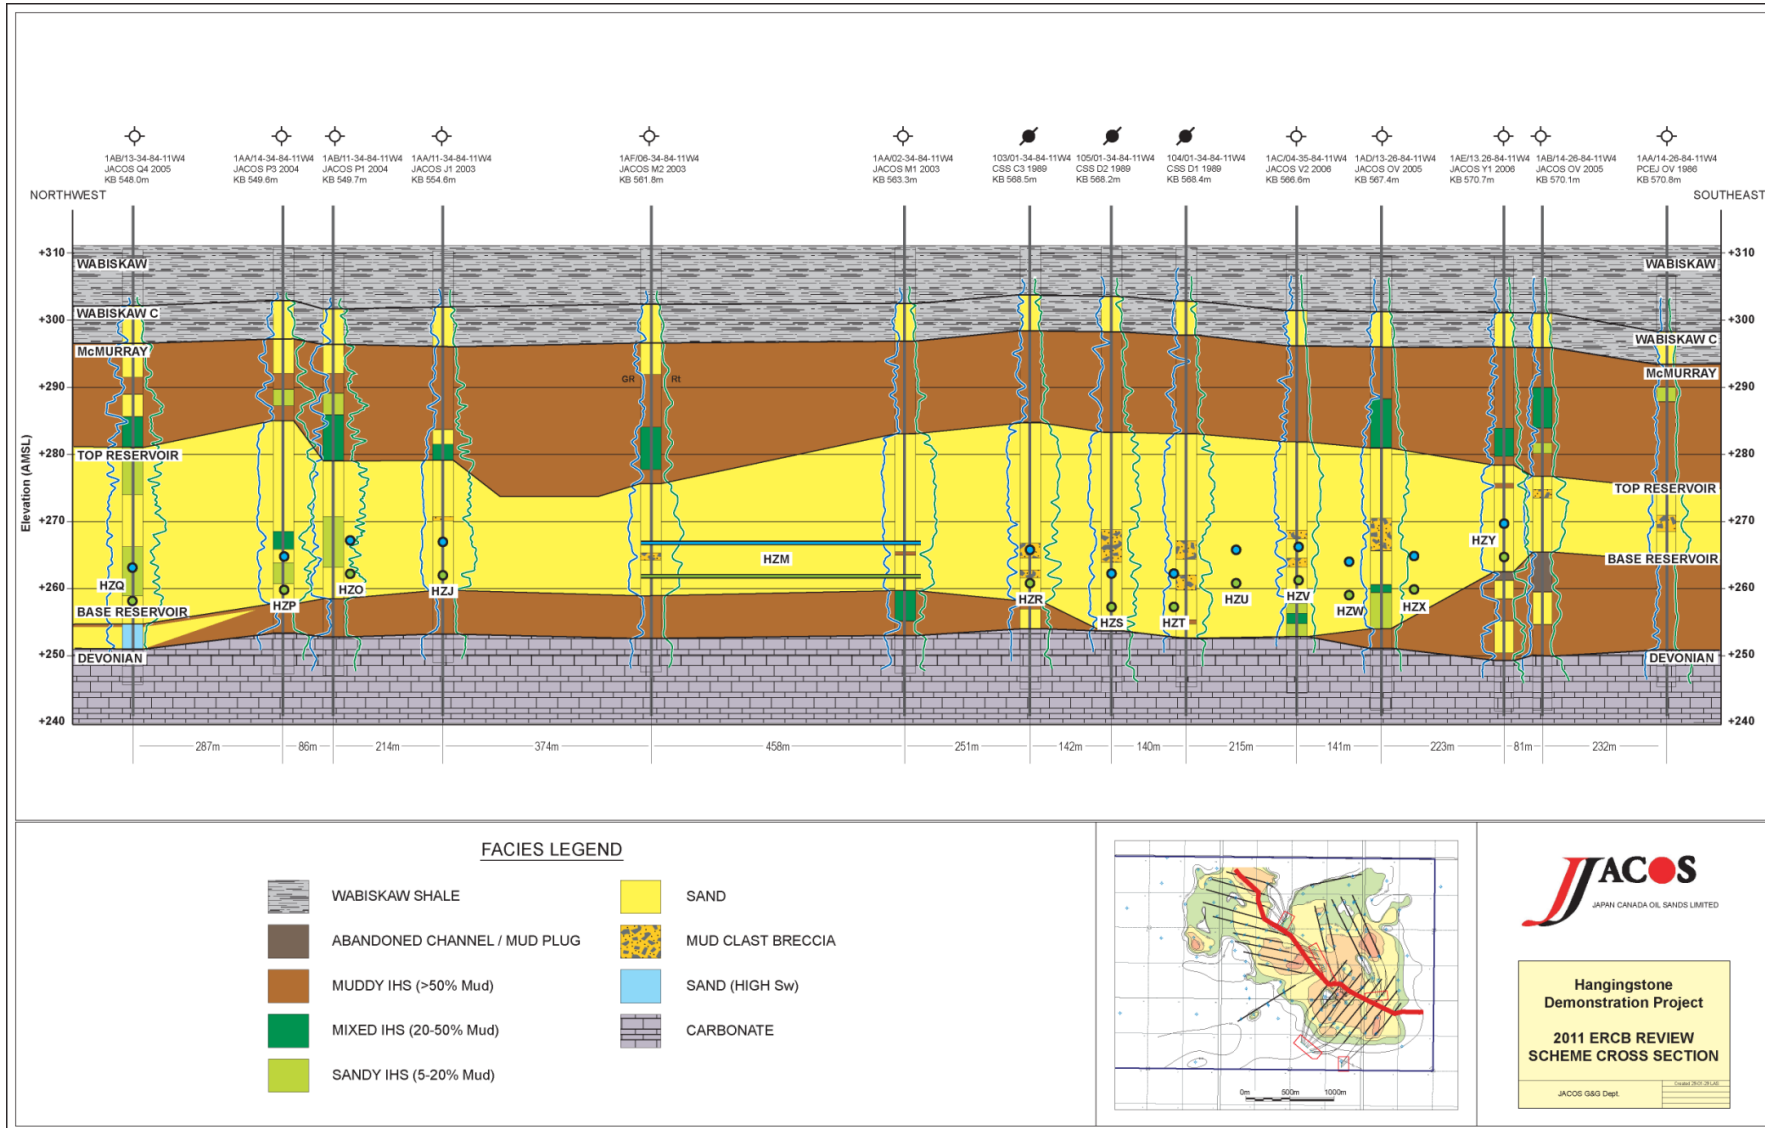 1AB/13-34-84-11W4
JACOS Q4 2005
KB 548.0m
1AA/14-34-84-11W4
JACOS P3 2004
KB 549.6m
1AB/11-34-84-11W4
JACOS P1 2004
KB 549.7m
1AA/11-34-84-11W4
JACOS J1 2003
KB 554.6m
1AF/06-34-84-11W4
JACOS M2 2003
KB 561.8m
1AA/02-34-84-11W4
JACOS M1 2003
KB 563.3m
103/01-34-84-11W4
CSS C3 1989
KB 568.5m
105/01-34-84-11W4
CSS D2 1989
KB 568.2m
104/01-34-84-11W4
CSS D1 1989
KB 568.4m
1AC/04-35-84-11W4
JACOS V2 2006
KB 566.6m
1AD/13-26-84-11W4
JACOS OV 2005
KB 567.4m
1AE/13.26-84-11W4
JACOS Y1 2006
KB 570.7m
1AB/14-26-84-11W4
JACOS OV 2005
KB 570.1m
1AA/14-26-84-11W4
PCEJ OV 1986
KB 570.8m
NORTHWEST
SOUTHEAST
+310
+310
WABISKAW
WABISKAW
WABISKAW C
+300
+300
WABISKAW C
McMURRAY
McMURRAY
+290
GR
Rt
+290
+280
+280
TOP RESERVOIR
TOP RESERVOIR
Elevation (AMSL)
+270
+270
HZY
HZM
BASE RESERVOIR
+260
+260
HZQ
HZP
HZO
HZJ
HZR
HZS
HZT
HZU
HZV
HZW
HZX
BASE RESERVOIR
+250
+250
DEVONIAN
DEVONIAN
+240
+240
287m
86m
214m
374m
458m
251m
142m
140m
215m
141m
223m
81m
232m
FACIES LEGEND
WABISKAW SHALE
ABANDONED CHANNEL / MUD PLUG
MUDDY IHS (>50% Mud)
MIXED IHS (20-50% Mud)
SANDY IHS (5-20% Mud)
SAND
MUD CLAST BRECCIA
SAND (HIGH Sw)
CARBONATE
0m
500m
1000m
JACOS
JAPAN CANADA OIL SANDS LIMITED
Hangingstone
Demonstration Project
2011 ERCB REVIEW
SCHEME CROSS SECTION
JACOS G&G Dept.